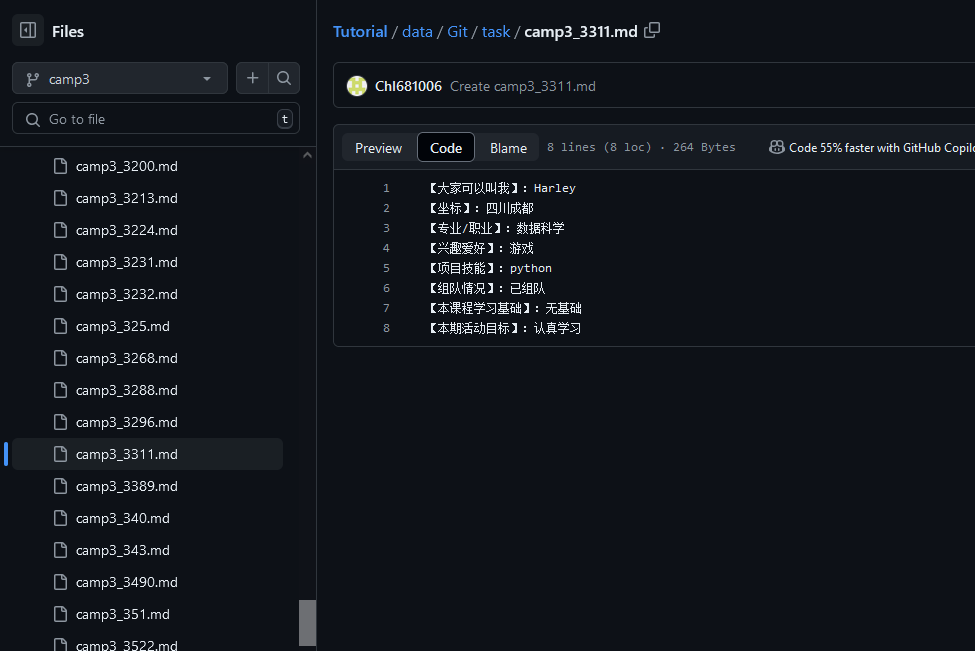 Files
camp3
Go to file
t
camp3_3200.md
camp3_3213.md
camp3_3224.md
camp3_3231.md
camp3_3232.md
camp3_325.md
camp3_3268.md
camp3_3288.md
camp3_3296.md
camp3_3311.md
camp3_3389.md
camp3_340.md
camp3_343.md
camp3_3490.md
camp3_351.md
camp3_3522.md
Tutorial / data / Git / task / camp3_3311.md
Chl681006 Create camp3_3311.md
Preview Code Blame 8 lines (8 loc) · 264 Bytes Code 55% faster with GitHub Copilo
1 【大家可以叫我】: Harley
2 【坐标】: 四川成都
3 【专业/职业】: 数据科学
4 【兴趣爱好】: 游戏
5 【项目技能】: python
6 【组队情况】: 已组队
7 【本课程学习基础】: 无基础
8 【本期活动目标】: 认真学习